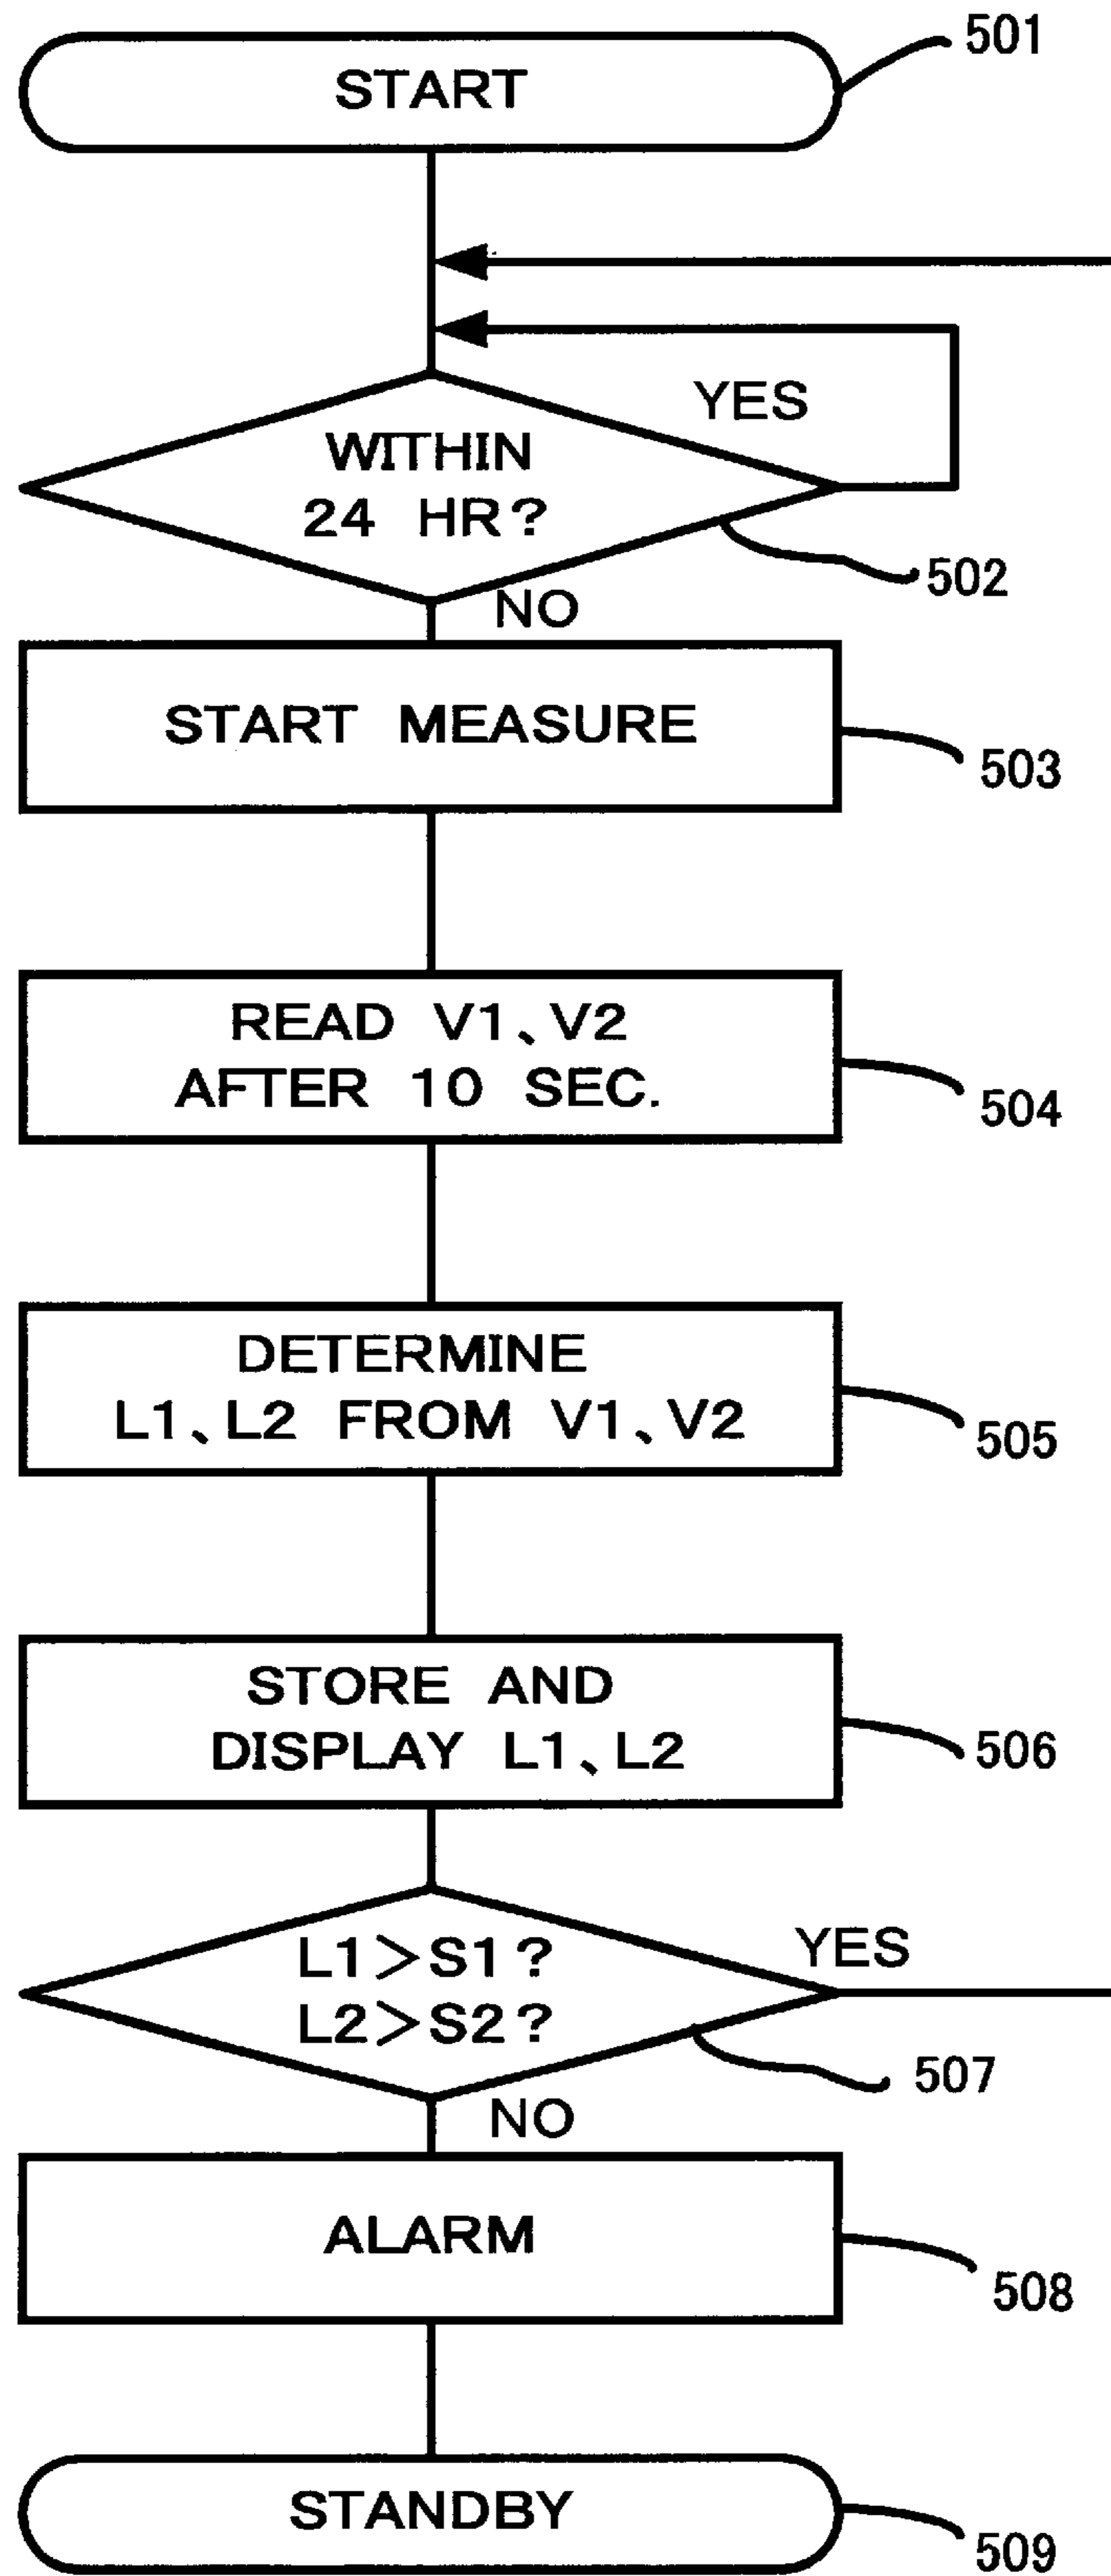 START
501
YES
WITHIN
24 HR?
502
NO
START MEASURE
503
READ V1、V2
AFTER 10 SEC.
504
DETERMINE
L1、L2 FROM V1、V2
505
STORE AND
DISPLAY L1、L2
506
L1>S1?
YES
L2>S2?
507
NO
ALARM
508
STANDBY
509